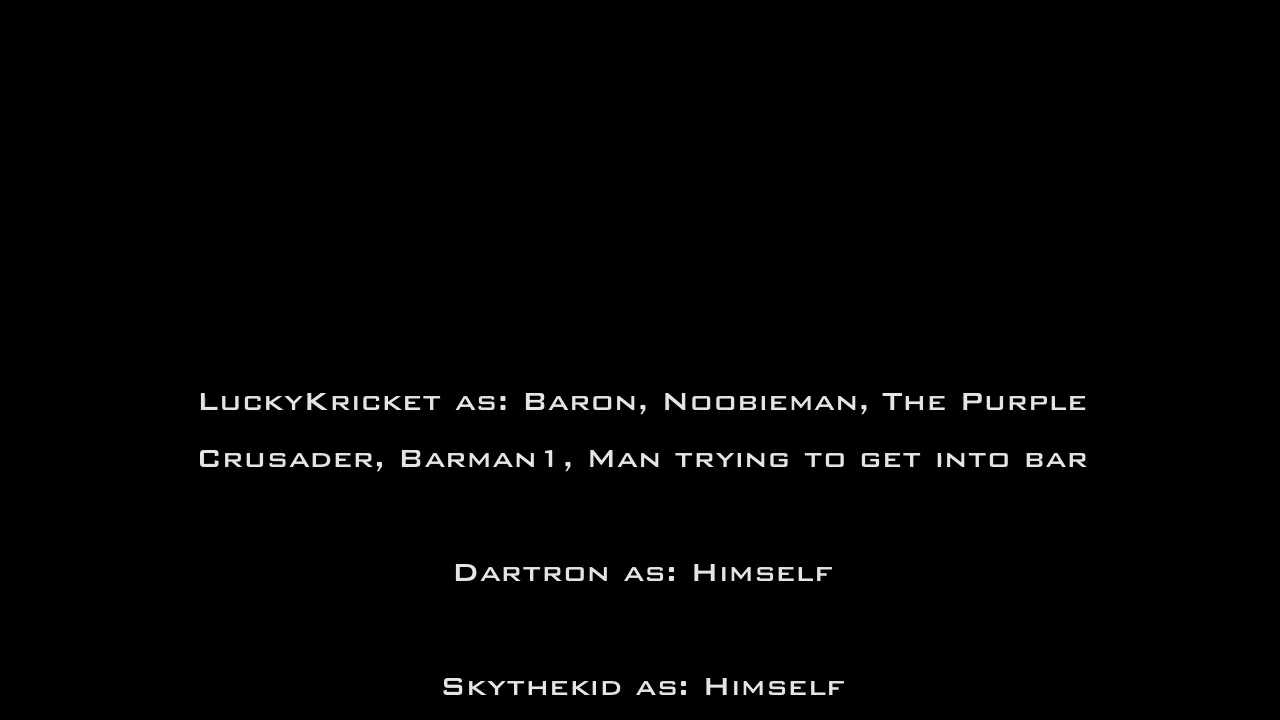 LuckyKricket as: Baron, Noobieman, The Purple
Crusader, Barman1, Man trying to get into bar
Dartron as: Himself
Skythekid as: Himself